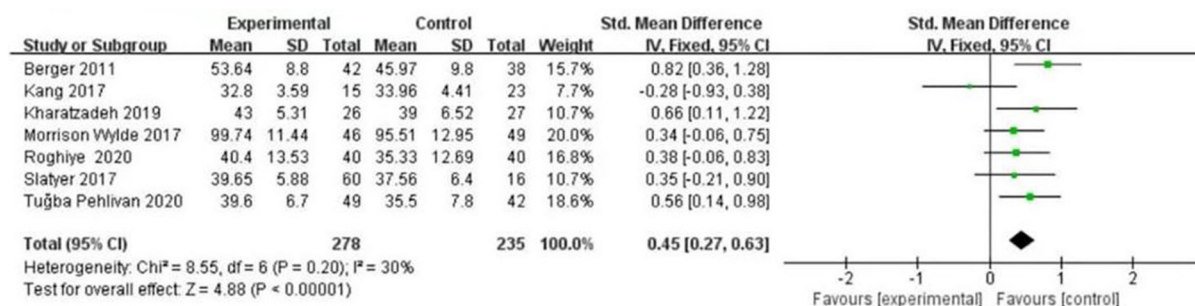 Experimental Control Std. Mean Difference Std. Mean Difference
Study or Subgroup Mean SD Total Mean SD Total Weight IV, Fixed, 95% CI IV, Fixed, 95% CI
Berger 2011 53.64 8.8 42 45.97 9.8 38 15.7% 0.82 [0.36, 1.28]
Kang 2017 32.8 3.59 15 33.96 4.41 23 7.7% -0.28 [-0.93, 0.38]
Kharatzadeh 2019 43 5.31 26 39 6.52 27 10.7% 0.66 [0.11, 1.22]
Morrison Wylde 2017 99.74 11.44 46 95.51 12.95 49 20.0% 0.34 [-0.06, 0.75]
Roghiye 2020 40.4 13.53 40 35.33 12.69 40 16.8% 0.38 [-0.06, 0.83]
Slatyer 2017 39.65 5.88 60 37.56 6.4 16 10.7% 0.35 [-0.21, 0.90]
Tuğba Pehlivan 2020 39.6 6.7 49 35.5 7.8 42 18.6% 0.56 [0.14, 0.98]
Total (95% CI) 278 235 100.0% 0.45 [0.27, 0.63]
Heterogeneity: Chi² = 8.55, df = 6 (P = 0.20); I² = 30%
Test for overall effect: Z = 4.88 (P < 0.00001)
-2 -1 0 1 2
Favours [experimental] Favours [control]